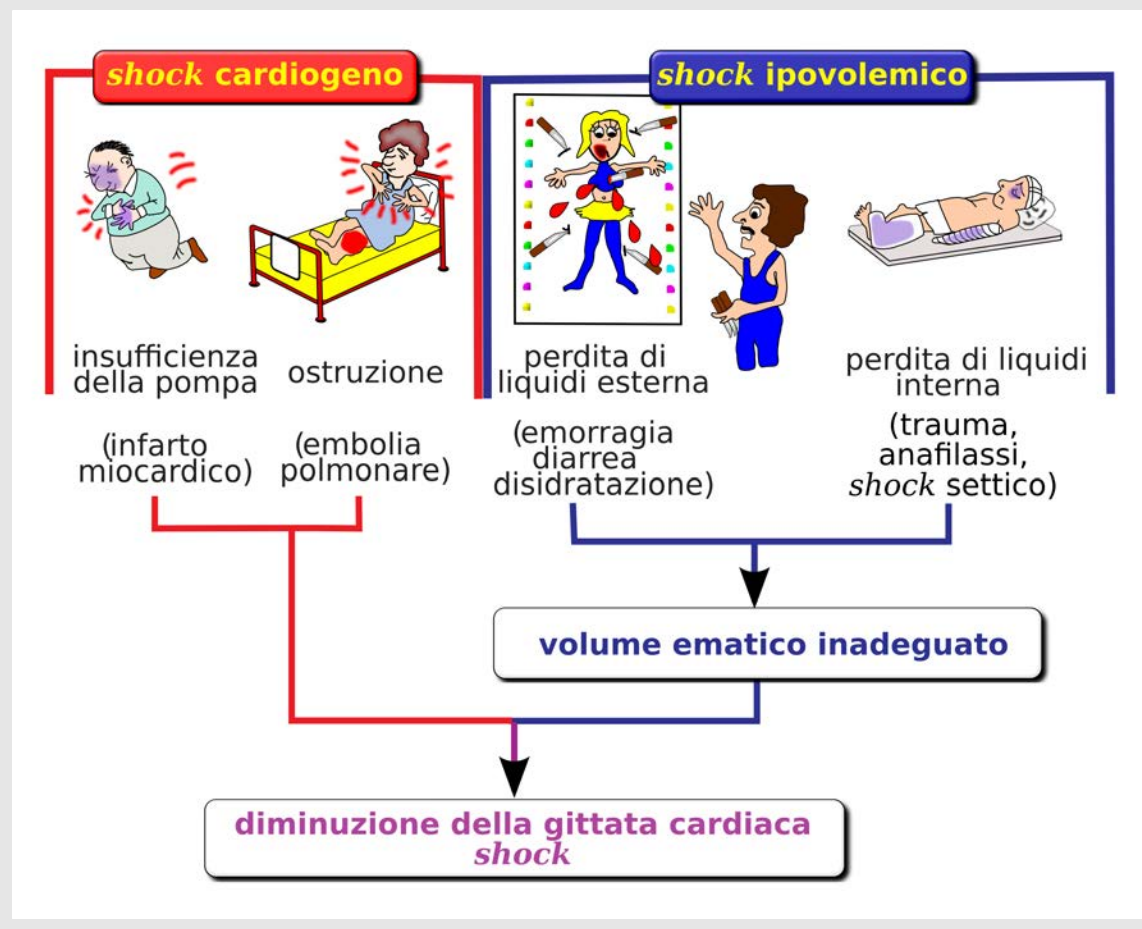 shock cardiogeno
shock ipovolemico
insufficienza
della pompa
(infarto
miocardico)
ostruzione
(embolia
polmonare)
perdita di
liquidi esterna
(emorragia
diarrea
disidratazione)
perdita di liquidi
interna
(trauma,
anafilassi,
shock settico)
volume ematico inadeguato
diminuzione della gittata cardiaca
shock